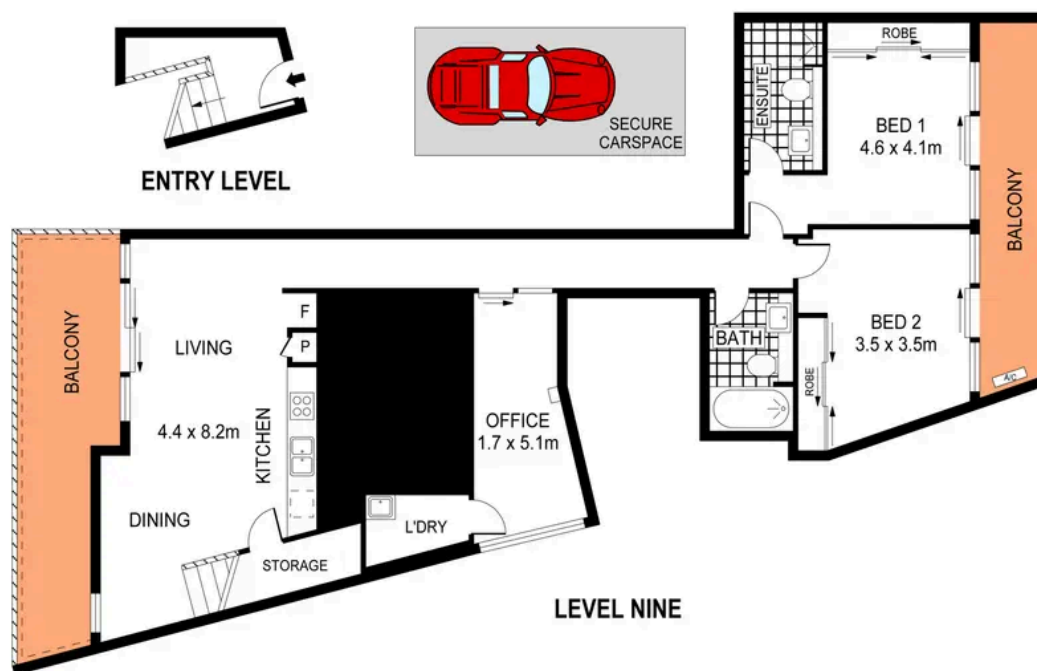 ENTRY LEVEL
SECURE
CARSPACE
ROBE
ENSUITE
BED 1
4.6 x 4.1m
BALCONY
BALCONY
LIVING
F
P
4.4 x 8.2m
KITCHEN
DINING
STORAGE
L'DRY
OFFICE
1.7 x 5.1m
BATH
BED 2
3.5 x 3.5m
ROBE
A/C
LEVEL NINE